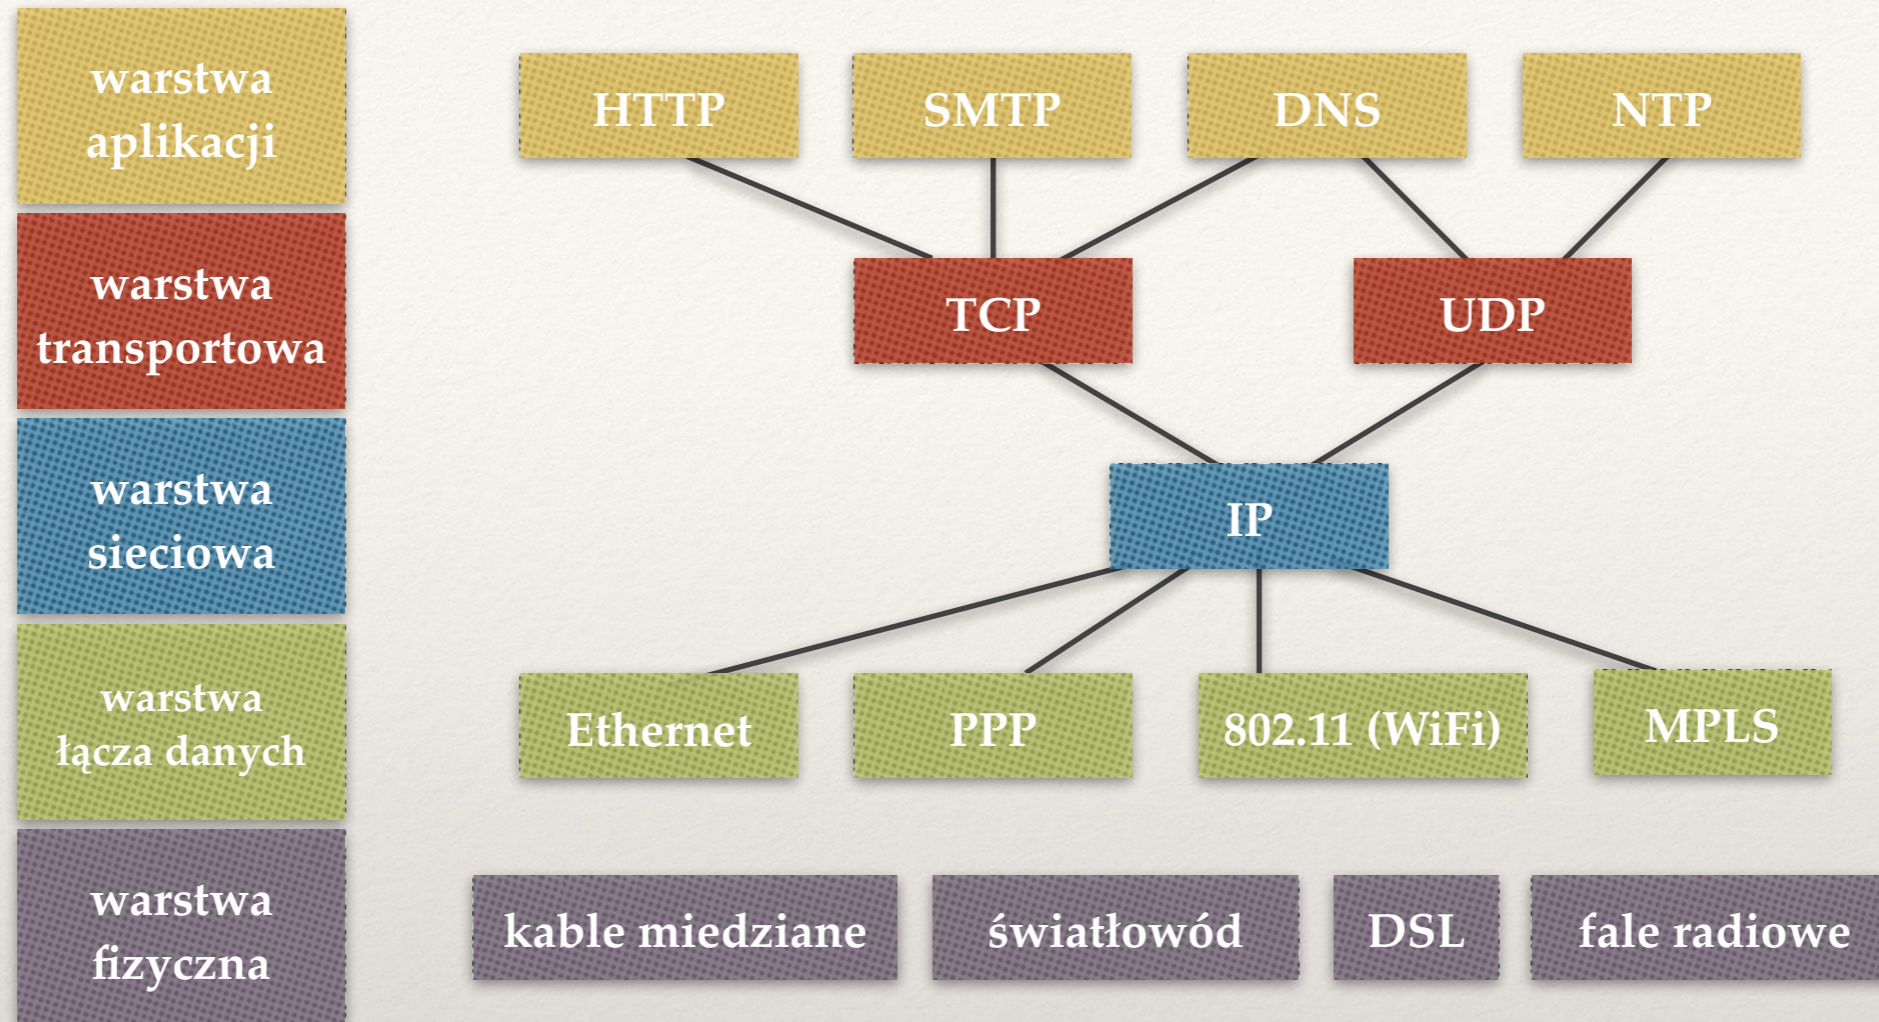 warstwa
aplikacji
HTTP
SMTP
DNS
NTP
warstwa
transportowa
TCP
UDP
warstwa
sieciowa
IP
warstwa
łącza danych
Ethernet
PPP
802.11 (WiFi)
MPLS
warstwa
fizyczna
kable miedziane
światłowód
DSL
fale radiowe